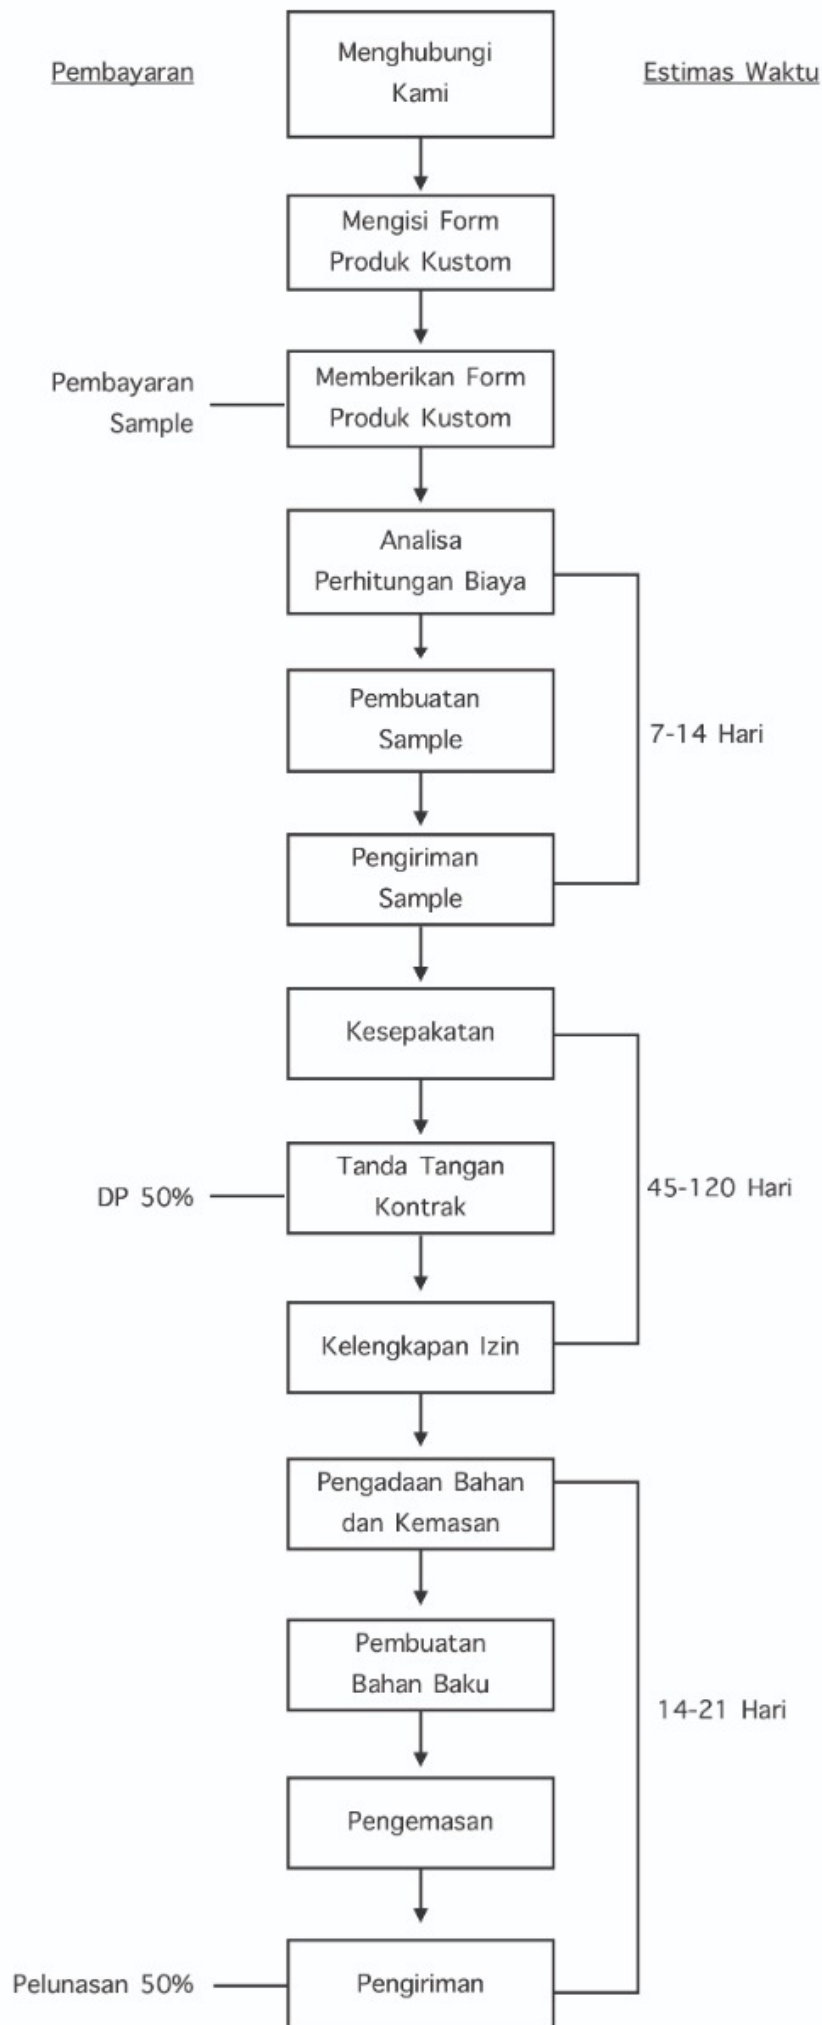 Pembayaran
Menghubungi
Kami
Estimas Waktu
Mengisi Form
Produk Kustom
Pembayaran
Sample
Memberikan Form
Produk Kustom
Analisa
Perhitungan Biaya
Pembuatan
Sample
7-14 Hari
Pengiriman
Sample
Kesepakatan
DP 50%
Tanda Tangan
Kontrak
45-120 Hari
Kelengkapan Izin
Pengadaan Bahan
dan Kemasan
Pembuatan
Bahan Baku
14-21 Hari
Pengemasan
Pelunasan 50%
Pengiriman